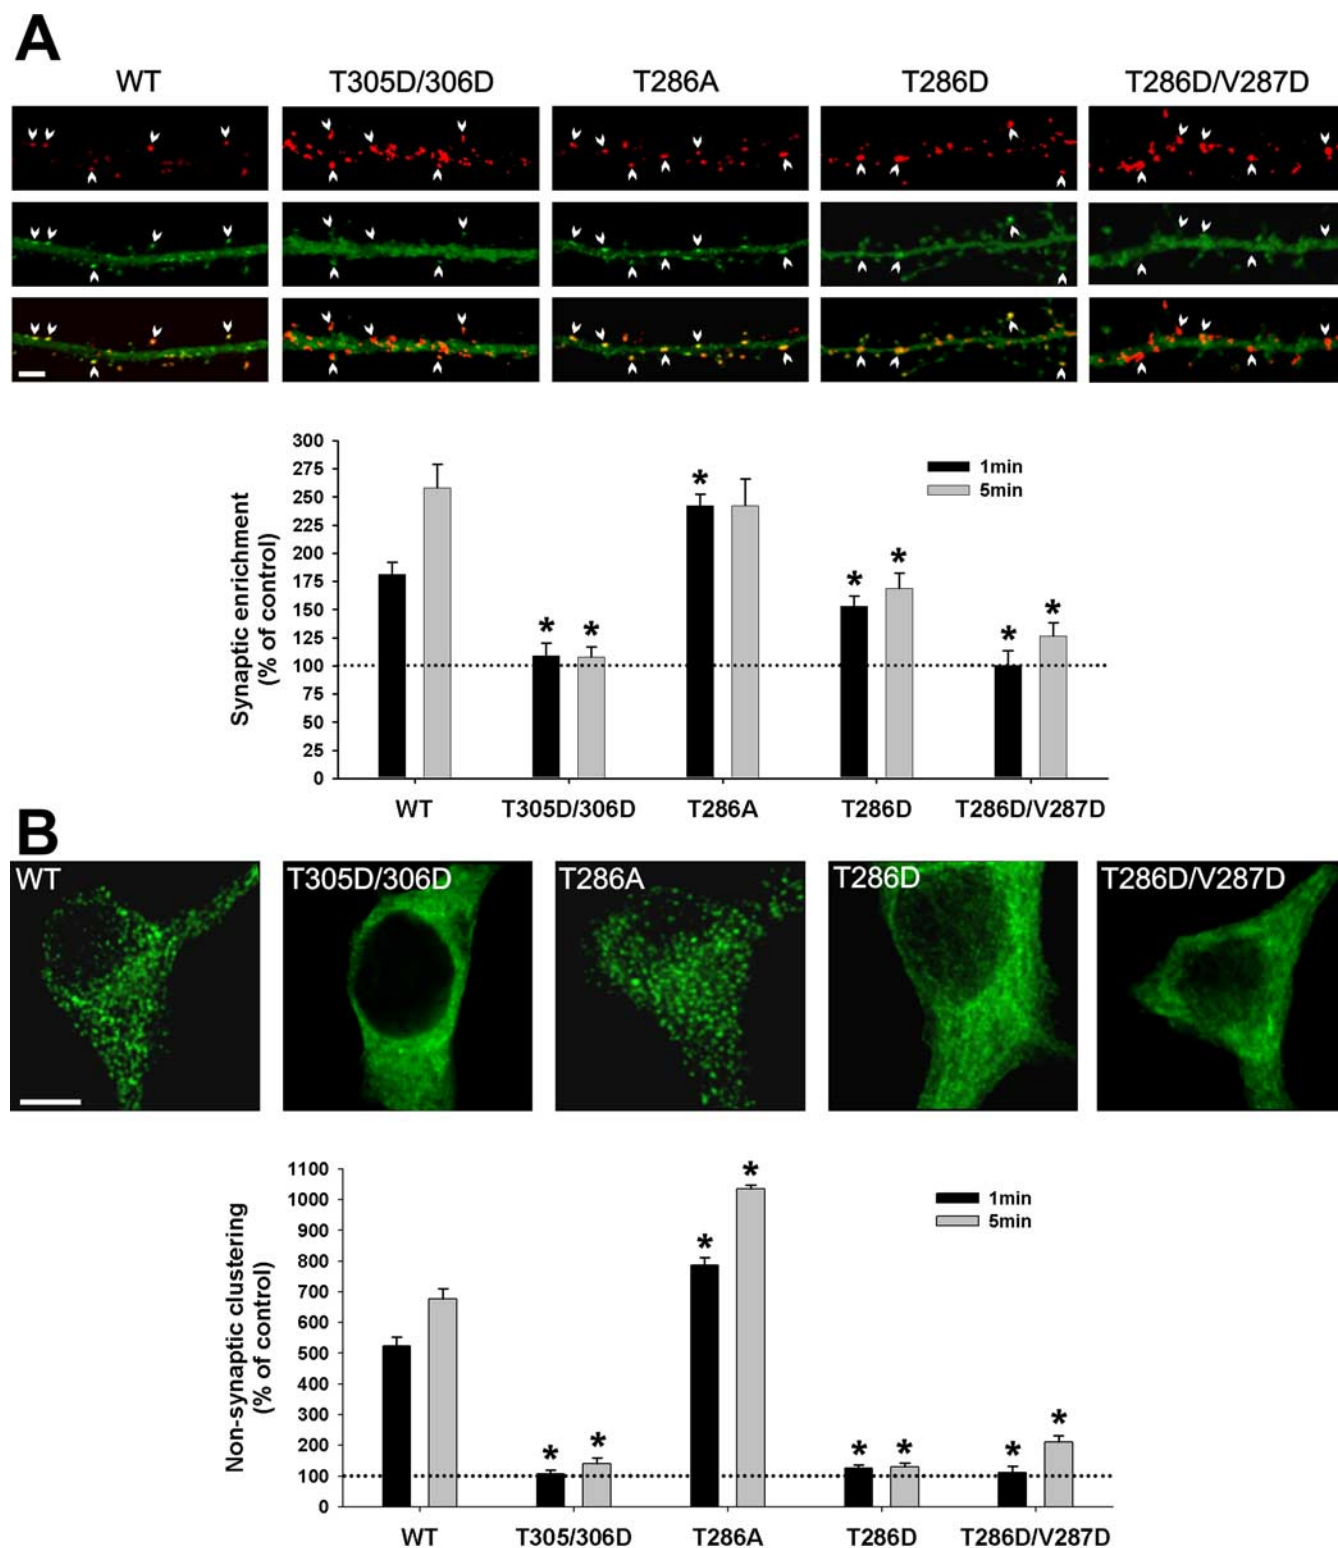 A
WT T305D/306D T286A T286D T286D/V287D
300
275
250
225
200
175
150
125
100
75
50
25
0
Synaptic enrichment
(% of control)
1min
5min
* * * * * * *
WT T305D/306D T286A T286D T286D/V287D
B
WT T305D/306D T286A T286D T286D/V287D
1100
1000
900
800
700
600
500
400
300
200
100
0
Non-synaptic clustering
(% of control)
1min
5min
* * * * * * * *
WT T305/306D T286A T286D T286D/V287D